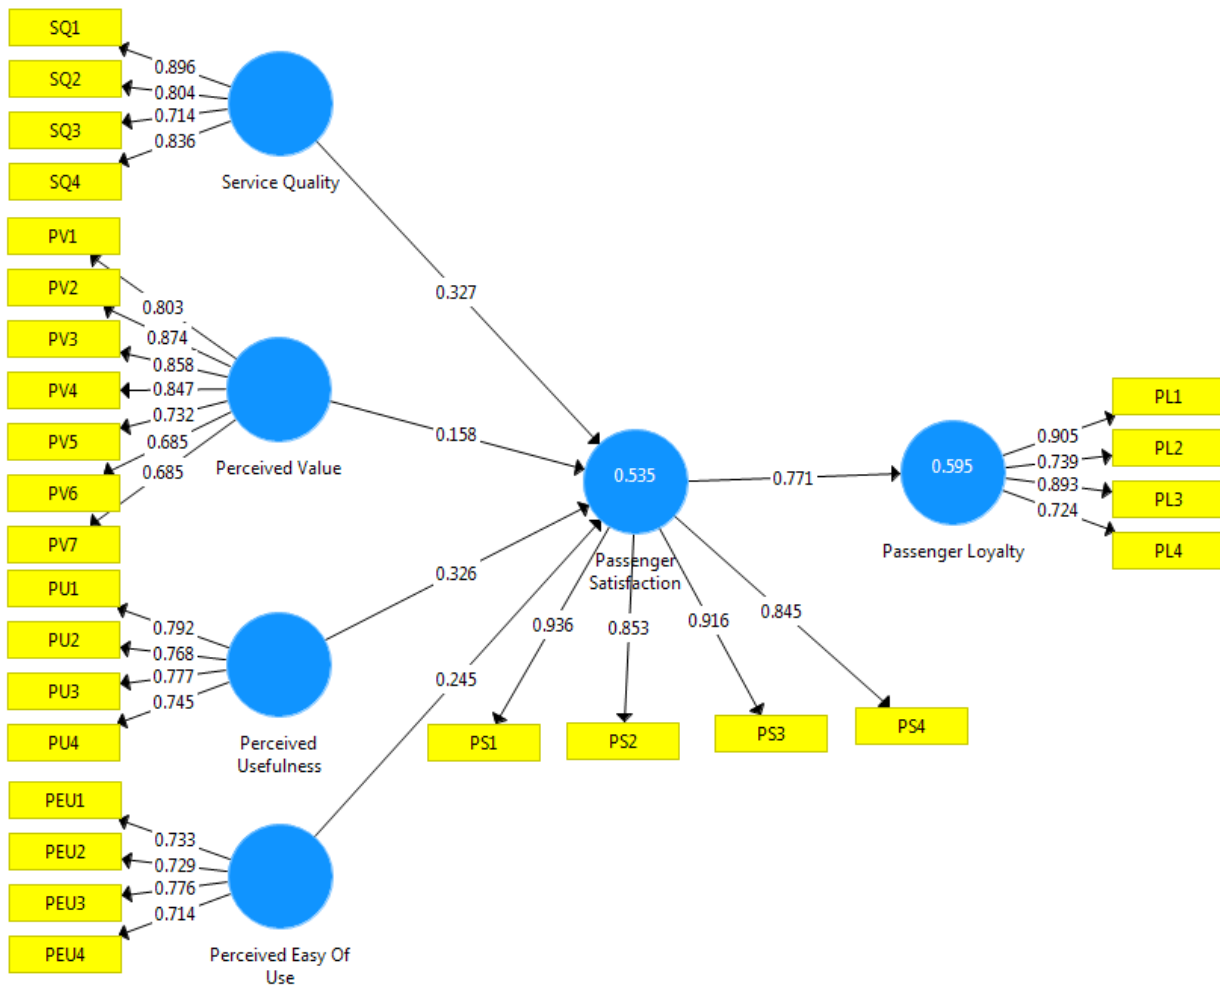 SQ1
SQ2
SQ3
SQ4
0.896
0.804
0.714
0.836
Service Quality
PV1
PV2
PV3
PV4
PV5
PV6
PV7
0.803
0.874
0.858
0.847
0.732
0.685
0.685
Perceived Value
PU1
PU2
PU3
PU4
0.792
0.768
0.777
0.745
Perceived
Usefulness
PEU1
PEU2
PEU3
PEU4
0.733
0.729
0.776
0.714
Perceived Easy Of
Use
0.327
0.158
0.326
0.245
0.535
Passenger
Satisfaction
0.936
0.853
0.916
0.845
PS1
PS2
PS3
PS4
0.771
0.595
Passenger Loyalty
0.905
0.739
0.893
0.724
PL1
PL2
PL3
PL4